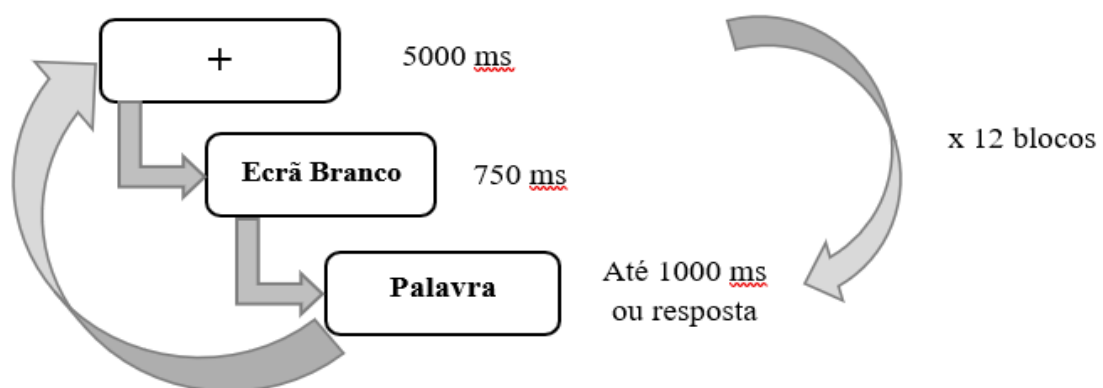 +
5000 ms
Ecrã Branco
750 ms
x 12 blocos
Palavra
Até 1000 ms
ou resposta